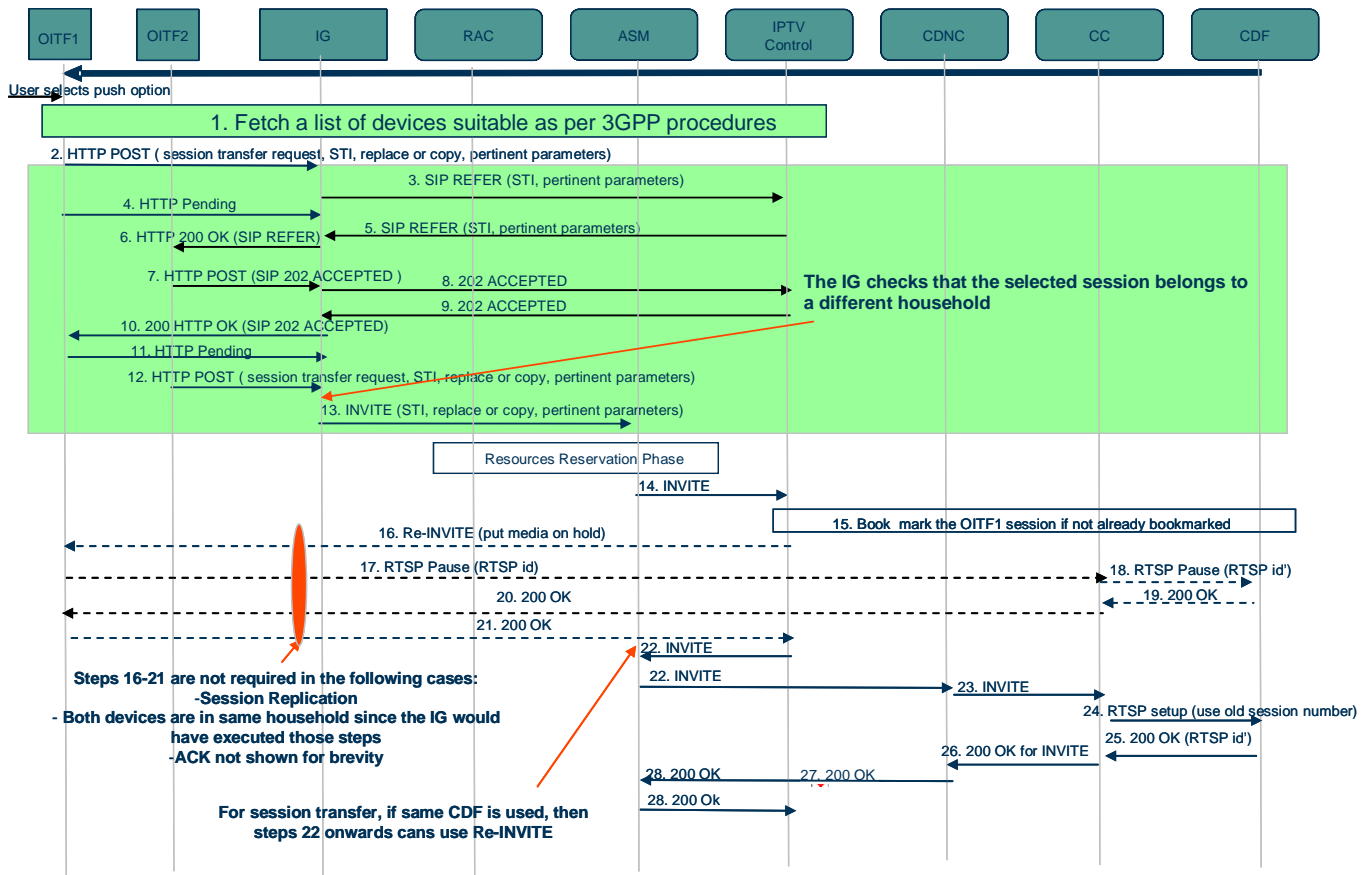 OITF1
OITF2
IG
RAC
ASM
IPTV
Control
CDNC
CC
CDF
User selects push option
1. Fetch a list of devices suitable as per 3GPP procedures
2. HTTP POST ( session transfer request, STI, replace or copy, pertinent parameters)
3. SIP REFER (STI, pertinent parameters)
4. HTTP Pending
5. SIP REFER (STI, pertinent parameters)
6. HTTP 200 OK (SIP REFER)
7. HTTP POST (SIP 202 ACCEPTED )
8. 202 ACCEPTED
The IG checks that the selected session belongs to
a different household
9. 202 ACCEPTED
10. 200 HTTP OK (SIP 202 ACCEPTED)
11. HTTP Pending
12. HTTP POST ( session transfer request, STI, replace or copy, pertinent parameters)
13. INVITE (STI, replace or copy, pertinent parameters)
Resources Reservation Phase
14. INVITE
15. Book mark the OITF1 session if not already bookmarked
16. Re-INVITE (put media on hold)
17. RTSP Pause (RTSP id)
18. RTSP Pause (RTSP id')
19. 200 OK
20. 200 OK
21. 200 OK
22. INVITE
22. INVITE
23. INVITE
Steps 16-21 are not required in the following cases:
-Session Replication
- Both devices are in same household since the IG would
have executed those steps
-ACK not shown for brevity
24. RTSP setup (use old session number)
25. 200 OK (RTSP id')
26. 200 OK for INVITE
27. 200 OK
28. 200 OK
28. 200 Ok
For session transfer, if same CDF is used, then
steps 22 onwards cans use Re-INVITE